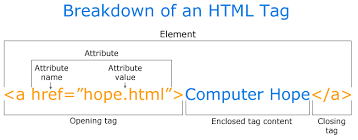 Breakdown of an HTML Tag
Element
Attribute
Attribute name
Attribute value
<a href="hope.html">Computer Hope</a>
Opening tag
Enclosed tag content
Closing tag